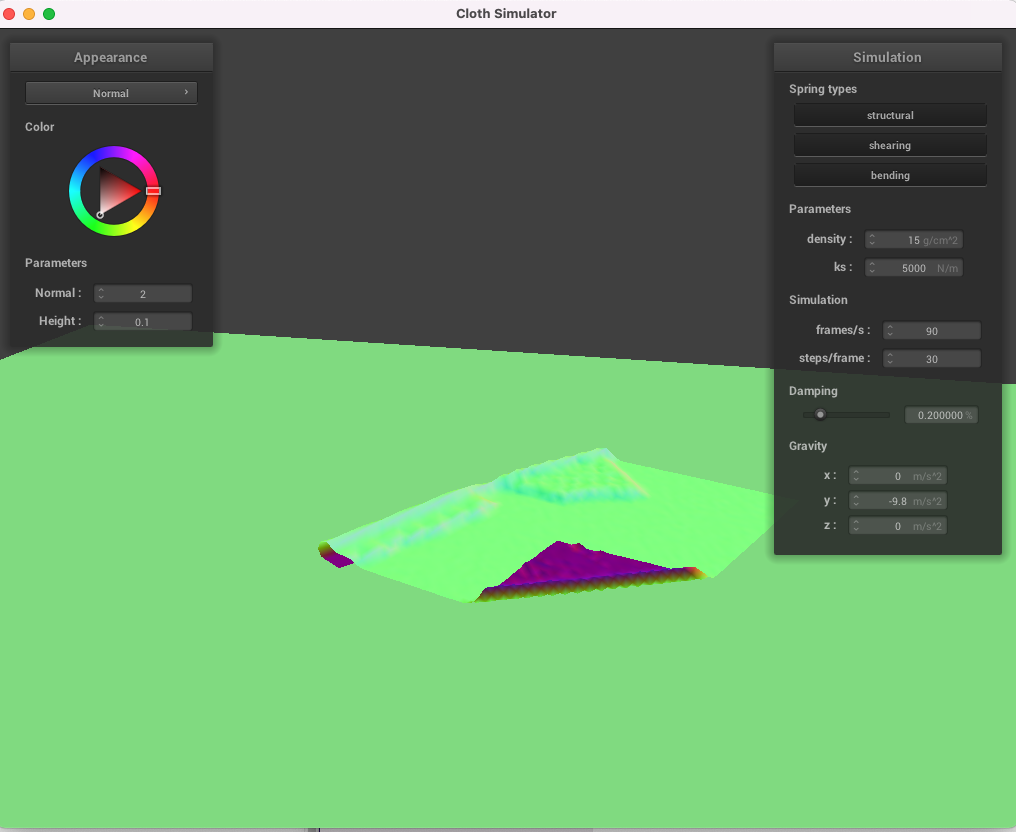 Cloth Simulator
Appearance
Normal
Color
Parameters
Normal : 2
Height : 0.1
Simulation
Spring types
structural
shearing
bending
Parameters
density : 15 g/cm^2
ks : 5000 N/m
Simulation
frames/s : 90
steps/frame : 30
Damping
0.200000 %
Gravity
x : 0 m/s^2
y : -9.8 m/s^2
z : 0 m/s^2